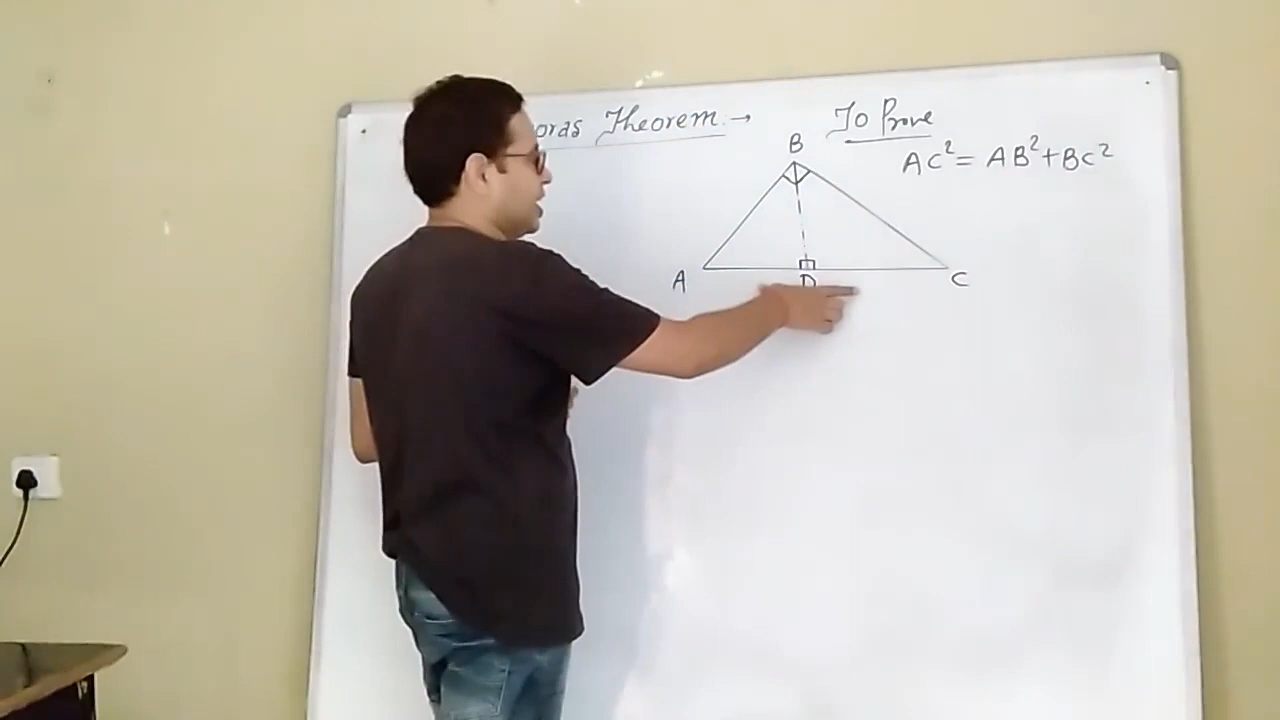 oras Theorem → To Prove
AC² = AB² + BC²
B
A D C